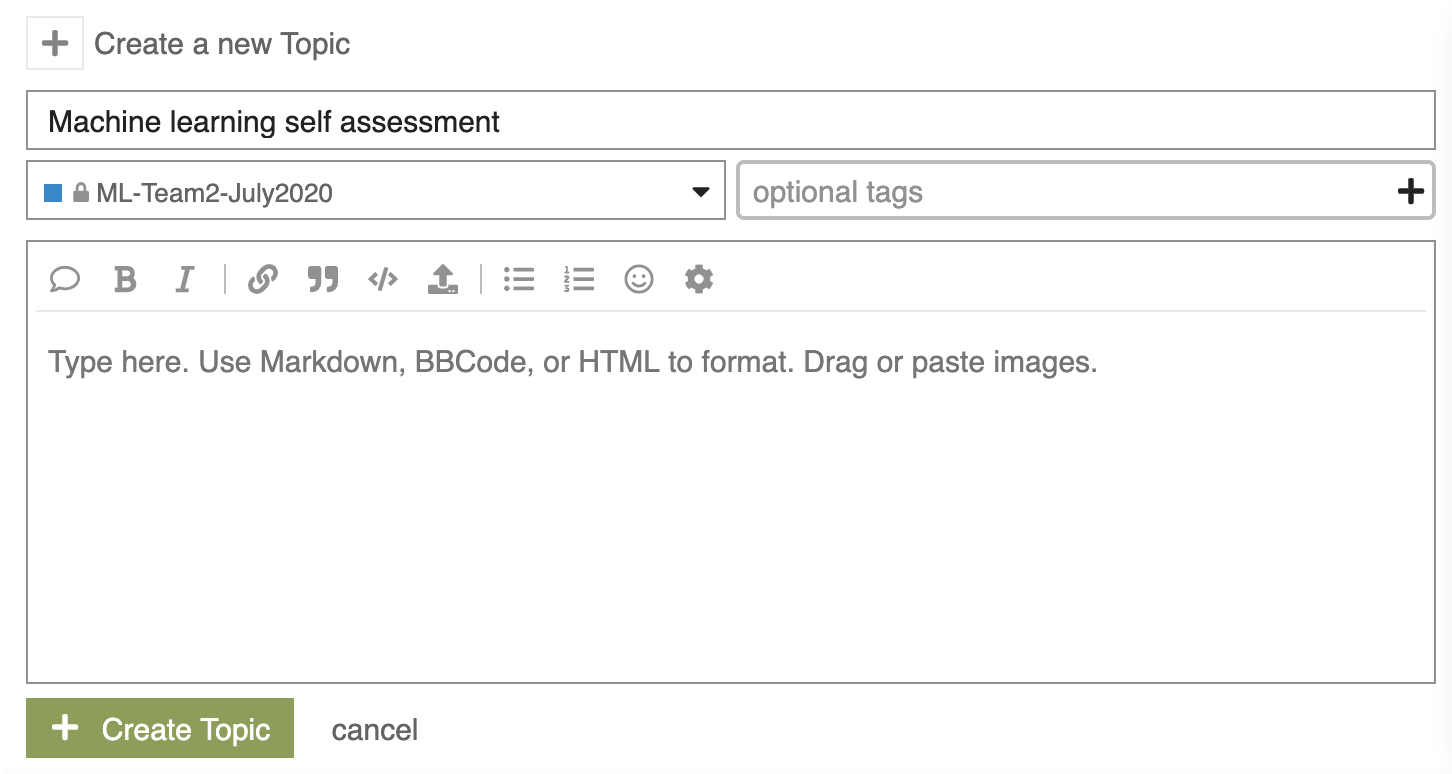 Create a new Topic
Machine learning self assessment
ML-Team2-July2020
optional tags
Type here. Use Markdown, BBCode, or HTML to format. Drag or paste images.
Create Topic
cancel